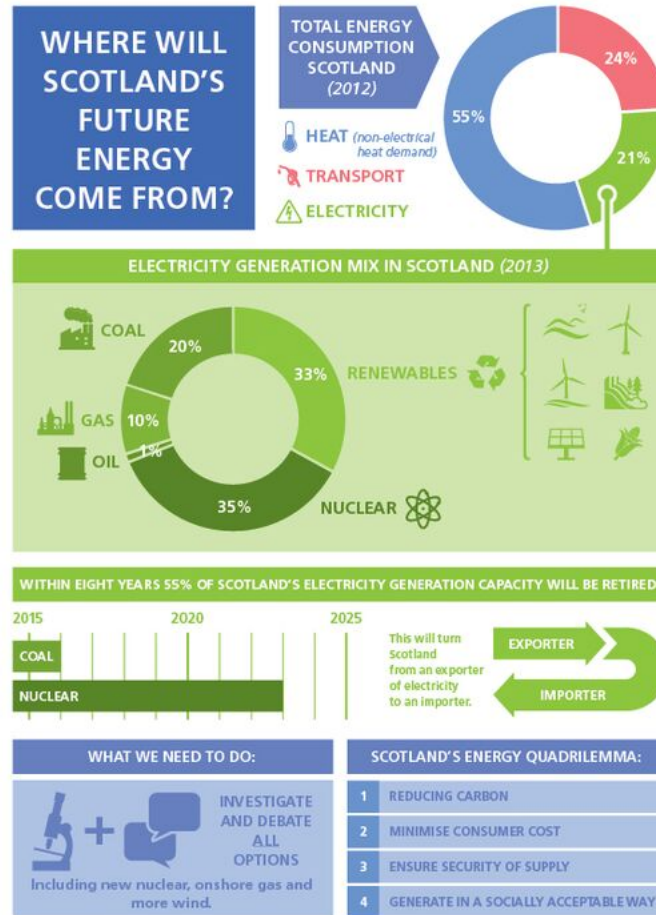 WHERE WILL
SCOTLAND'S
FUTURE
ENERGY
COME FROM?
TOTAL ENERGY
CONSUMPTION
SCOTLAND
(2012)
HEAT (non-electrical
heat demand)
TRANSPORT
ELECTRICITY
55%
24%
21%
ELECTRICITY GENERATION MIX IN SCOTLAND (2013)
COAL
20%
33%
RENEWABLES
GAS
10%
1%
OIL
35%
NUCLEAR
WITHIN EIGHT YEARS 55% OF SCOTLAND'S ELECTRICITY GENERATION CAPACITY WILL BE RETIRED
2015
2020
2025
COAL
NUCLEAR
This will turn
Scotland
from an exporter
of electricity
to an importer.
EXPORTER
IMPORTER
WHAT WE NEED TO DO:
INVESTIGATE
AND DEBATE
ALL
OPTIONS
Including new nuclear, onshore gas and
more wind.
SCOTLAND'S ENERGY QUADRILEMMA:
1 REDUCING CARBON
2 MINIMISE CONSUMER COST
3 ENSURE SECURITY OF SUPPLY
4 GENERATE IN A SOCIALLY ACCEPTABLE WAY